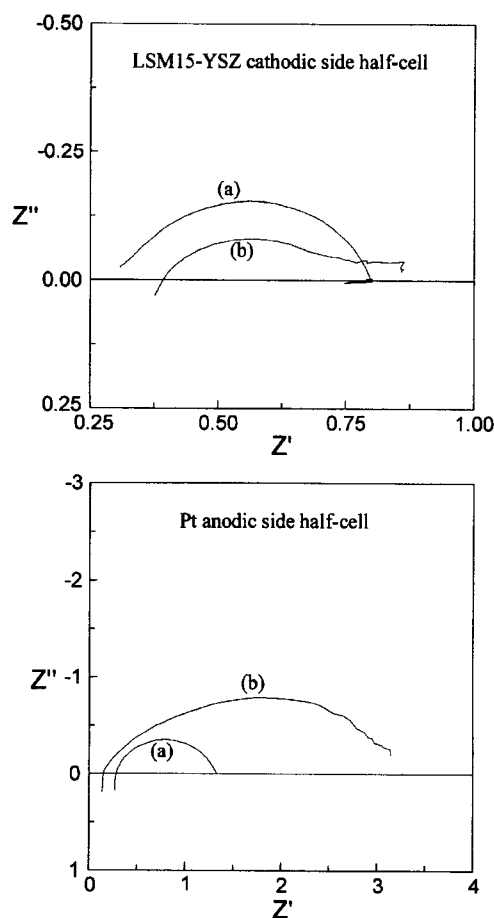 -0.50
LSM15-YSZ cathodic side half-cell
-0.25
(a)
Z''
(b)
0.00
0.25
0.25 0.50 0.75 1.00
Z'
-3
Pt anodic side half-cell
-2
Z''
-1
(b)
(a)
0
1
0 1 2 3 4
Z'